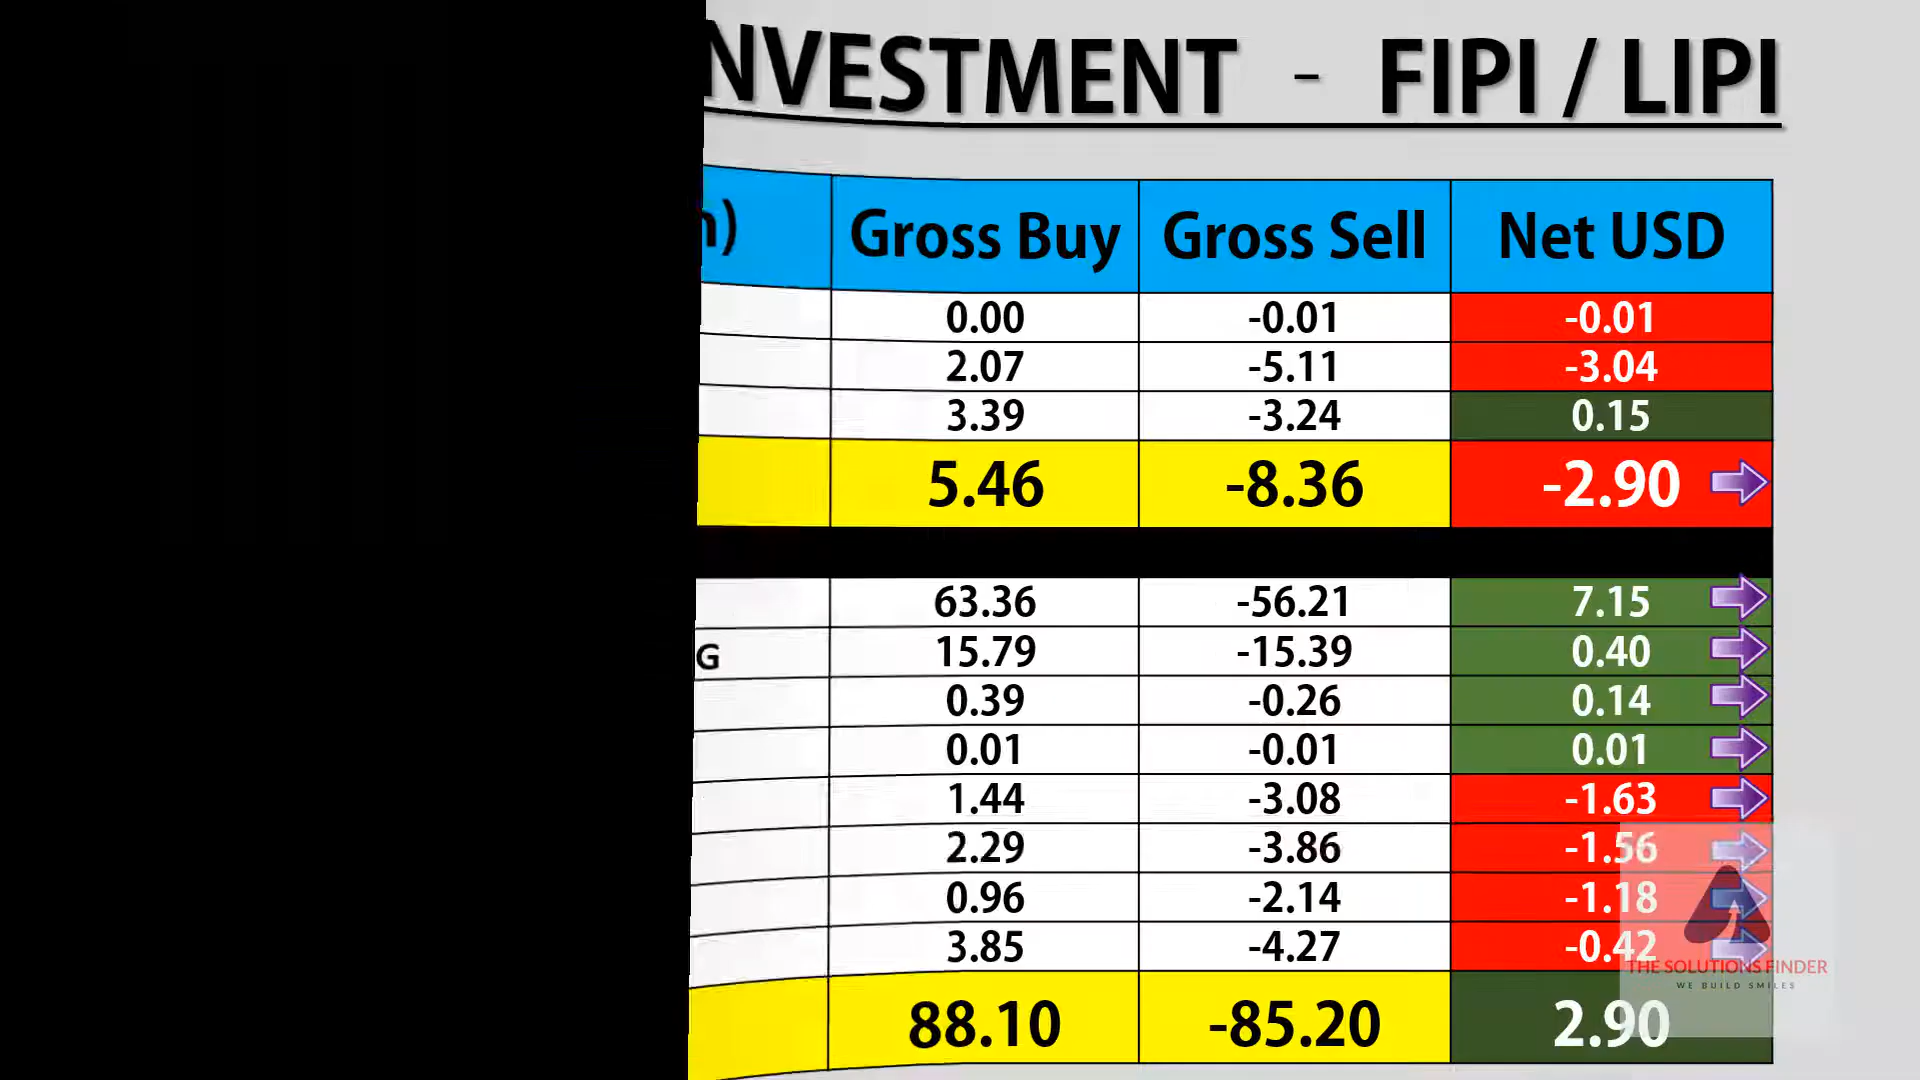 NVESTMENT - FIPI / LIPI
n) Gross Buy Gross Sell Net USD
0.00 -0.01 -0.01
2.07 -5.11 -3.04
3.39 -3.24 0.15
5.46 -8.36 -2.90
63.36 -56.21 7.15
G 15.79 -15.39 0.40
0.39 -0.26 0.14
0.01 -0.01 0.01
1.44 -3.08 -1.63
2.29 -3.86 -1.56
0.96 -2.14 -1.18
3.85 -4.27 -0.42
THE SOLUTIONS FINDER
WE BUILD SMILES
88.10 -85.20 2.90